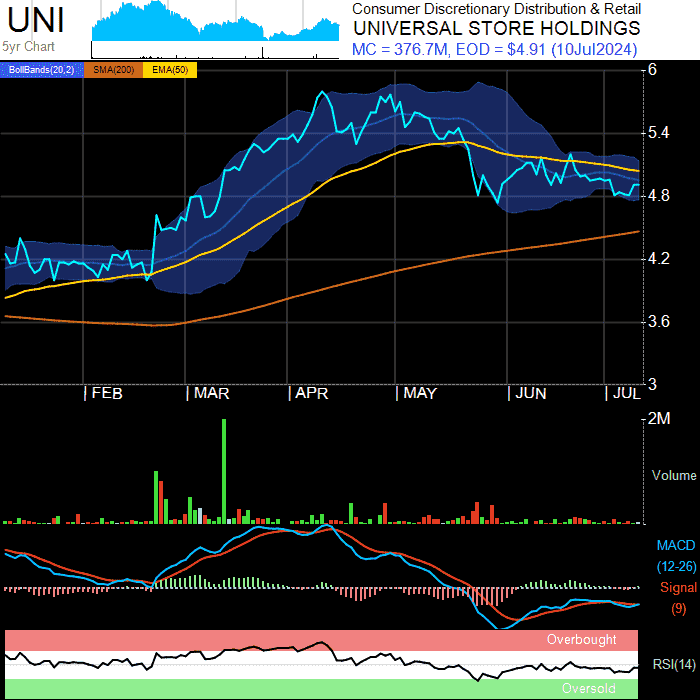 UNI
Consumer Discretionary Distribution & Retail
UNIVERSAL STORE HOLDINGS
5yr Chart
MC = 376.7M, EOD = $4.91 (10Jul2024)
BollBands(20,2) SMA(200) EMA(50)
6
5.4
4.8
4.2
3.6
3
FEB MAR APR MAY JUN JUL
2M
Volume
MACD
(12-26)
Signal
(9)
Overbought
RSI(14)
Oversold